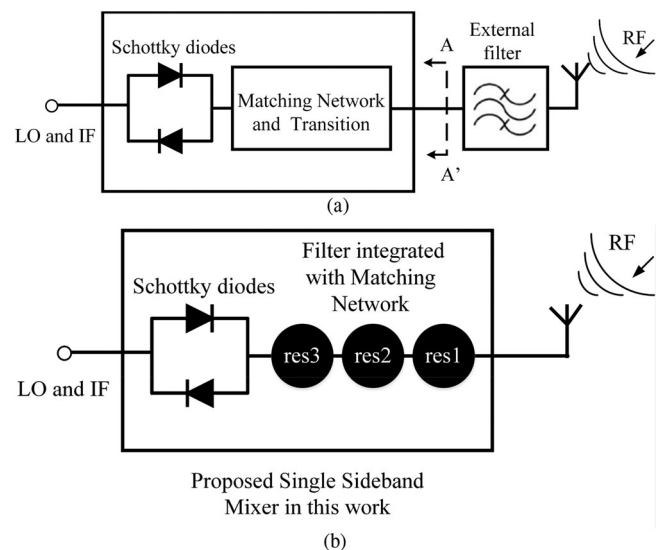 Schottky diodes
LO and IF
Matching Network
and Transition
A
A'
External
filter
RF
(a)
Filter integrated
with Matching
Network
Schottky diodes
LO and IF
res3
res2
res1
RF
Proposed Single Sideband
Mixer in this work
(b)